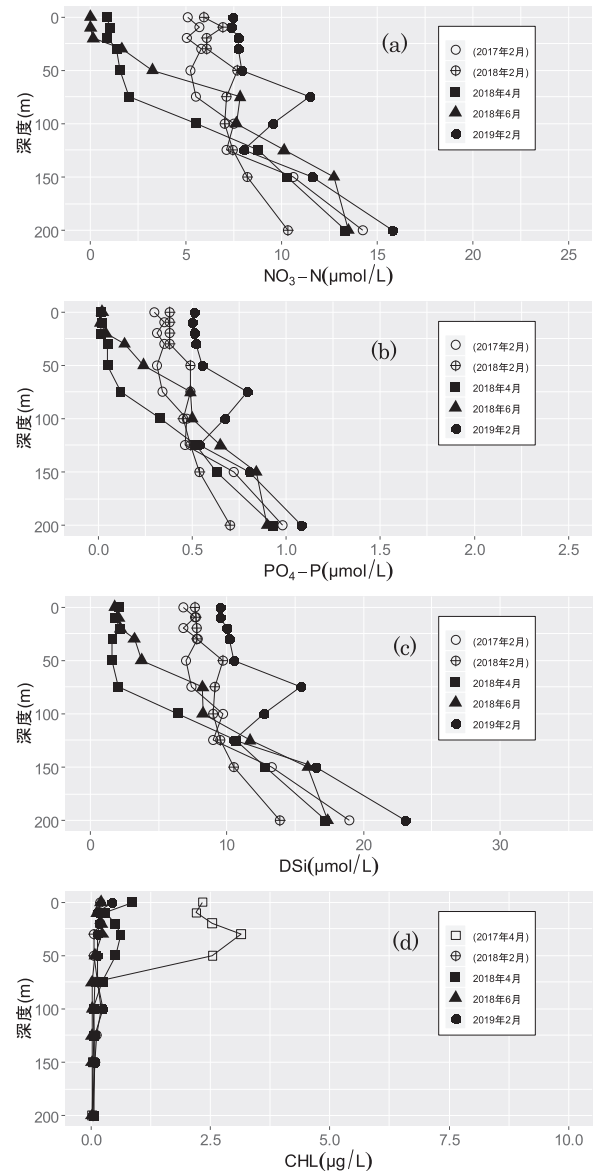 (a)
深度(m)
0
50
100
150
200
(2017年2月)
(2018年2月)
2018年4月
2018年6月
2019年2月
0
5
10
15
20
25
NO₃−N(μmol/L)
(b)
深度(m)
0
50
100
150
200
(2017年2月)
(2018年2月)
2018年4月
2018年6月
2019年2月
0.0
0.5
1.0
1.5
2.0
2.5
PO₄−P(μmol/L)
(c)
深度(m)
0
50
100
150
200
(2017年2月)
(2018年2月)
2018年4月
2018年6月
2019年2月
0
10
20
30
DSi(μmol/L)
(d)
深度(m)
0
50
100
150
200
(2017年4月)
(2018年2月)
2018年4月
2018年6月
2019年2月
0.0
2.5
5.0
7.5
10.0
CHL(μg/L)